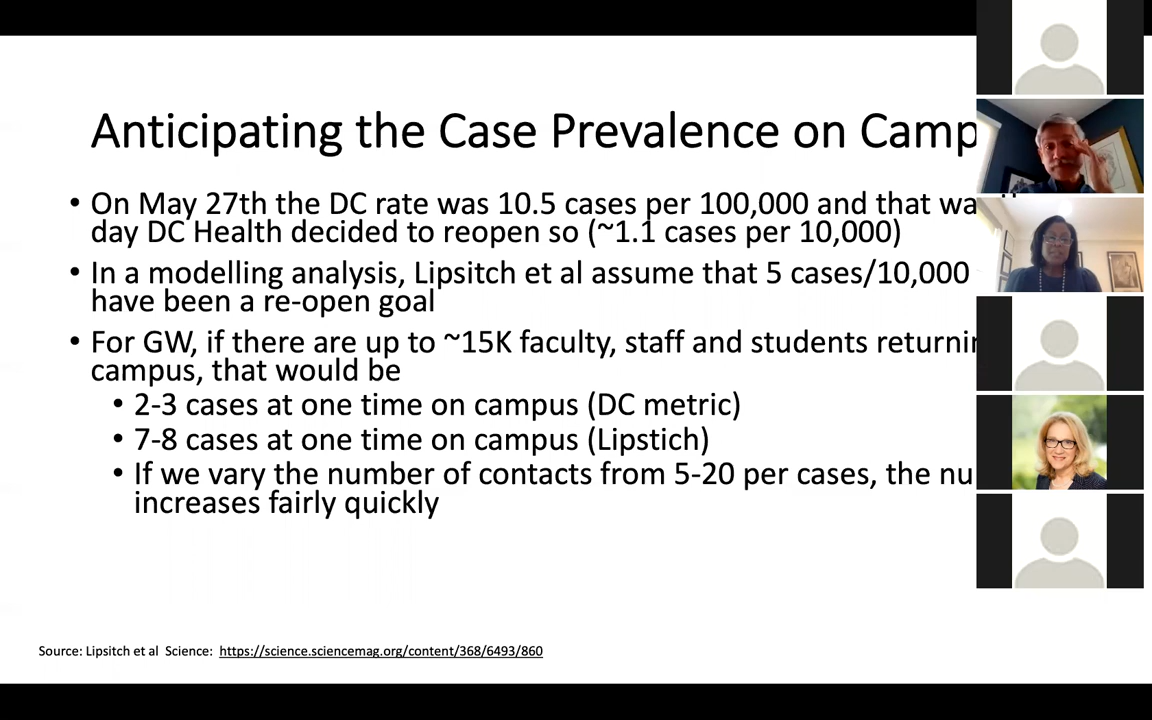 Anticipating the Case Prevalence on Camp
• On May 27th the DC rate was 10.5 cases per 100,000 and that wa
day DC Health decided to reopen so (~1.1 cases per 10,000)
• In a modelling analysis, Lipsitch et al assume that 5 cases/10,000
have been a re-open goal
• For GW, if there are up to ~15K faculty, staff and students returnin
campus, that would be
• 2-3 cases at one time on campus (DC metric)
• 7-8 cases at one time on campus (Lipstich)
• If we vary the number of contacts from 5-20 per cases, the nu
increases fairly quickly
Source: Lipsitch et al Science: https://science.sciencemag.org/content/368/6493/860